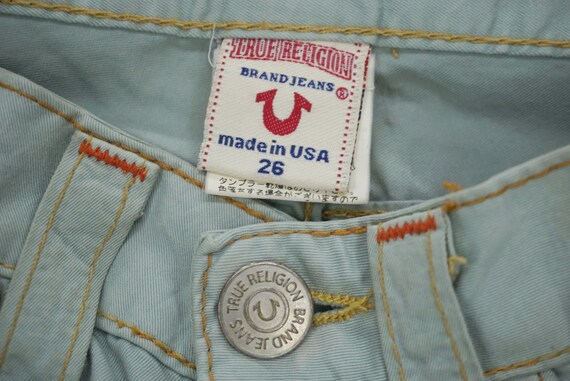 TRUE RELIGION
BRAND JEANS
®
made in USA
26
TRUE RELIGION BRAND JEANS